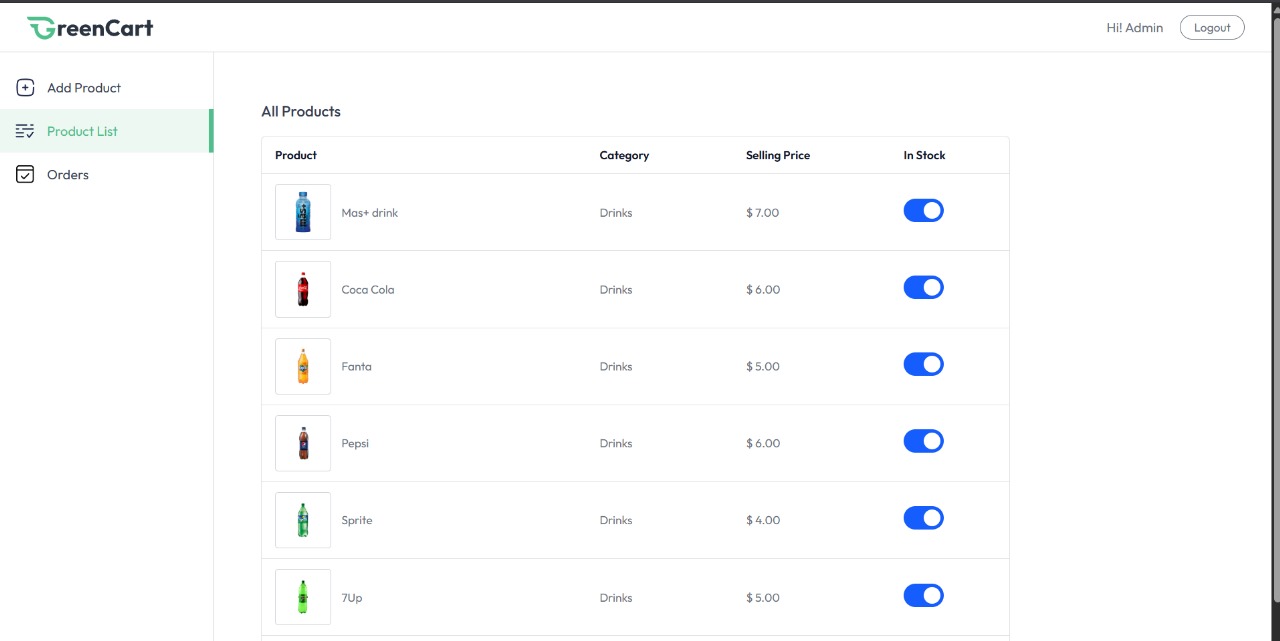 GreenCart
Hi! Admin
Logout
Add Product
Product List
Orders
All Products
Product Category Selling Price In Stock
Mas+ drink Drinks $ 7.00
Coca Cola Drinks $ 6.00
Fanta Drinks $ 5.00
Pepsi Drinks $ 6.00
Sprite Drinks $ 4.00
7Up Drinks $ 5.00